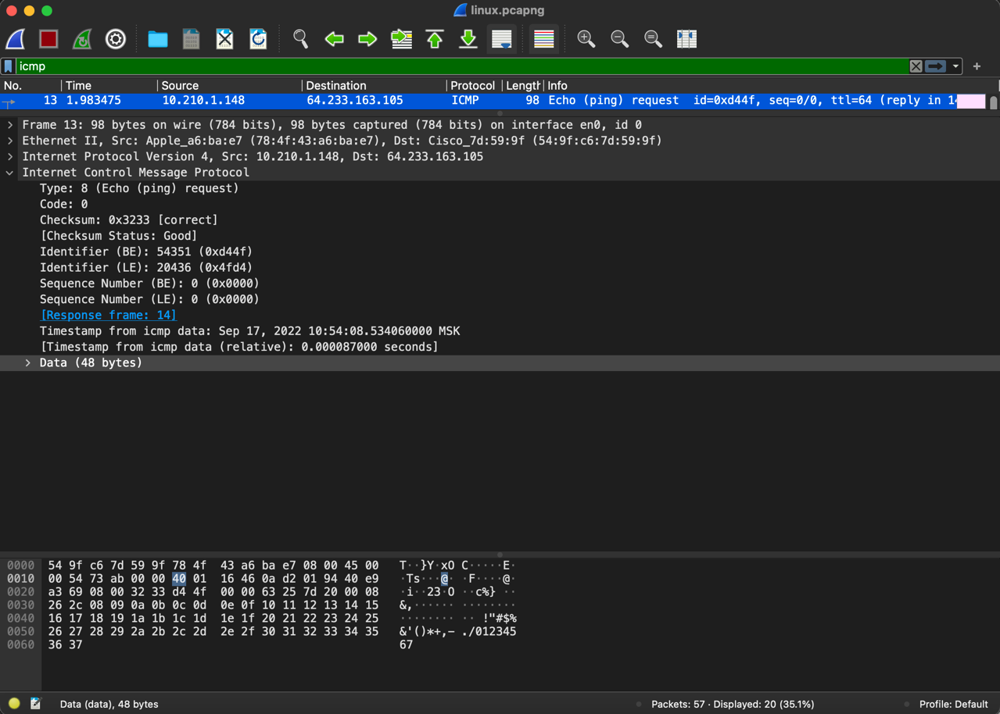 linux.pcapng
icmp
No. Time Source Destination Protocol Length Info
13 1.983475 10.210.1.148 64.233.163.105 ICMP 98 Echo (ping) request id=0xd44f, seq=0/0, ttl=64 (reply in 14
Frame 13: 98 bytes on wire (784 bits), 98 bytes captured (784 bits) on interface en0, id 0
Ethernet II, Src: Apple_a6:ba:e7 (78:4f:43:a6:ba:e7), Dst: Cisco_7d:59:9f (54:9f:c6:7d:59:9f)
Internet Protocol Version 4, Src: 10.210.1.148, Dst: 64.233.163.105
Internet Control Message Protocol
Type: 8 (Echo (ping) request)
Code: 0
Checksum: 0x3233 [correct]
[Checksum Status: Good]
Identifier (BE): 54351 (0xd44f)
Identifier (LE): 20436 (0x4fd4)
Sequence Number (BE): 0 (0x0000)
Sequence Number (LE): 0 (0x0000)
[Response frame: 14]
Timestamp from icmp data: Sep 17, 2022 10:54:08.534060000 MSK
[Timestamp from icmp data (relative): 0.000087000 seconds]
Data (48 bytes)
0000 54 9f c6 7d 59 9f 78 4f 43 a6 ba e7 08 00 45 00 T··}Y·xO C·····E·
0010 00 54 73 ab 00 00 40 01 16 46 0a d2 01 94 40 e9 ·Ts···@· ·F····@·
0020 a3 69 08 00 32 33 d4 4f 00 00 63 25 7d 20 00 08 ·i··23·O ··c%} ··
0030 26 2c 08 09 0a 0b 0c 0d 0e 0f 10 11 12 13 14 15 &,······ ········
0040 16 17 18 19 1a 1b 1c 1d 1e 1f 20 21 22 23 24 25 ········ ·· !"#$%
0050 26 27 28 29 2a 2b 2c 2d 2e 2f 30 31 32 33 34 35 &'()*+,- ./012345
0060 36 37 67
Data (data), 48 bytes Packets: 57 · Displayed: 20 (35.1%) Profile: Default